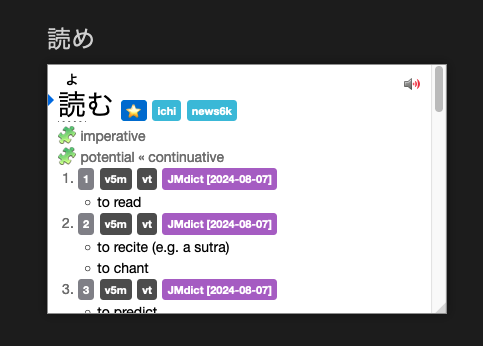 読め
よ
読む ichi news6k
imperative
potential « continuative
1. 1 v5m vt JMdict [2024-08-07]
○ to read
2. 2 v5m vt JMdict [2024-08-07]
○ to recite (e.g. a sutra)
○ to chant
3. 3 v5m vt JMdict [2024-08-07]
○ to predict